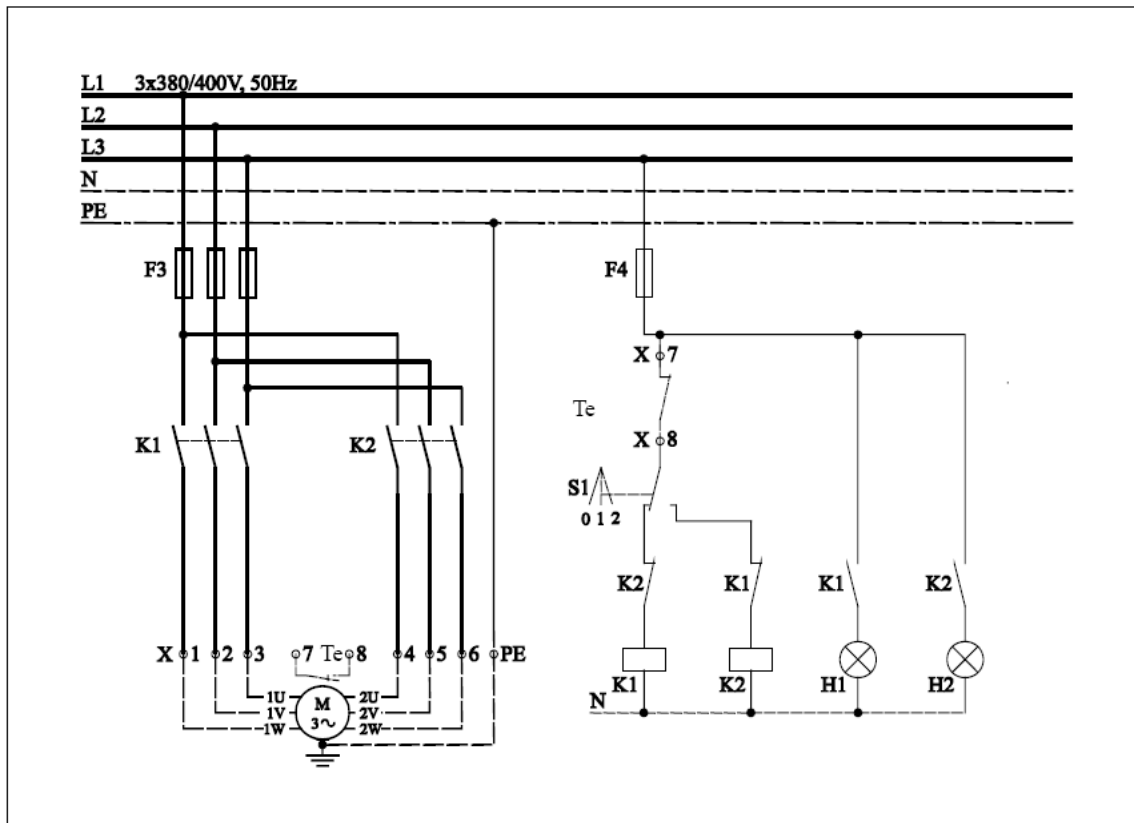 L1 3x380/400V, 50Hz
L2
L3
N
PE
F3 F4
X 7
Te
K1 K2 X 8
S1
0 1 2
K2 K1 K1 K2
X 1 2 3 7 Te 8 4 5 6 PE
K1 K2 H1 H2
1U M 2U
1V 3~ 2V
1W 2W
N